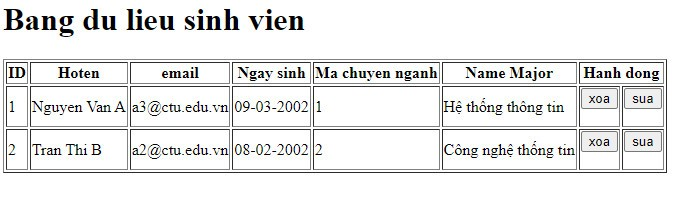 Bang du lieu sinh vien
ID Hoten email Ngay sinh Ma chuyen nganh Name Major Hanh dong
1 Nguyen Van A a3@ctu.edu.vn 09-03-2002 1 Hệ thống thông tin xoa sua
2 Tran Thi B a2@ctu.edu.vn 08-02-2002 2 Công nghệ thống tin xoa sua